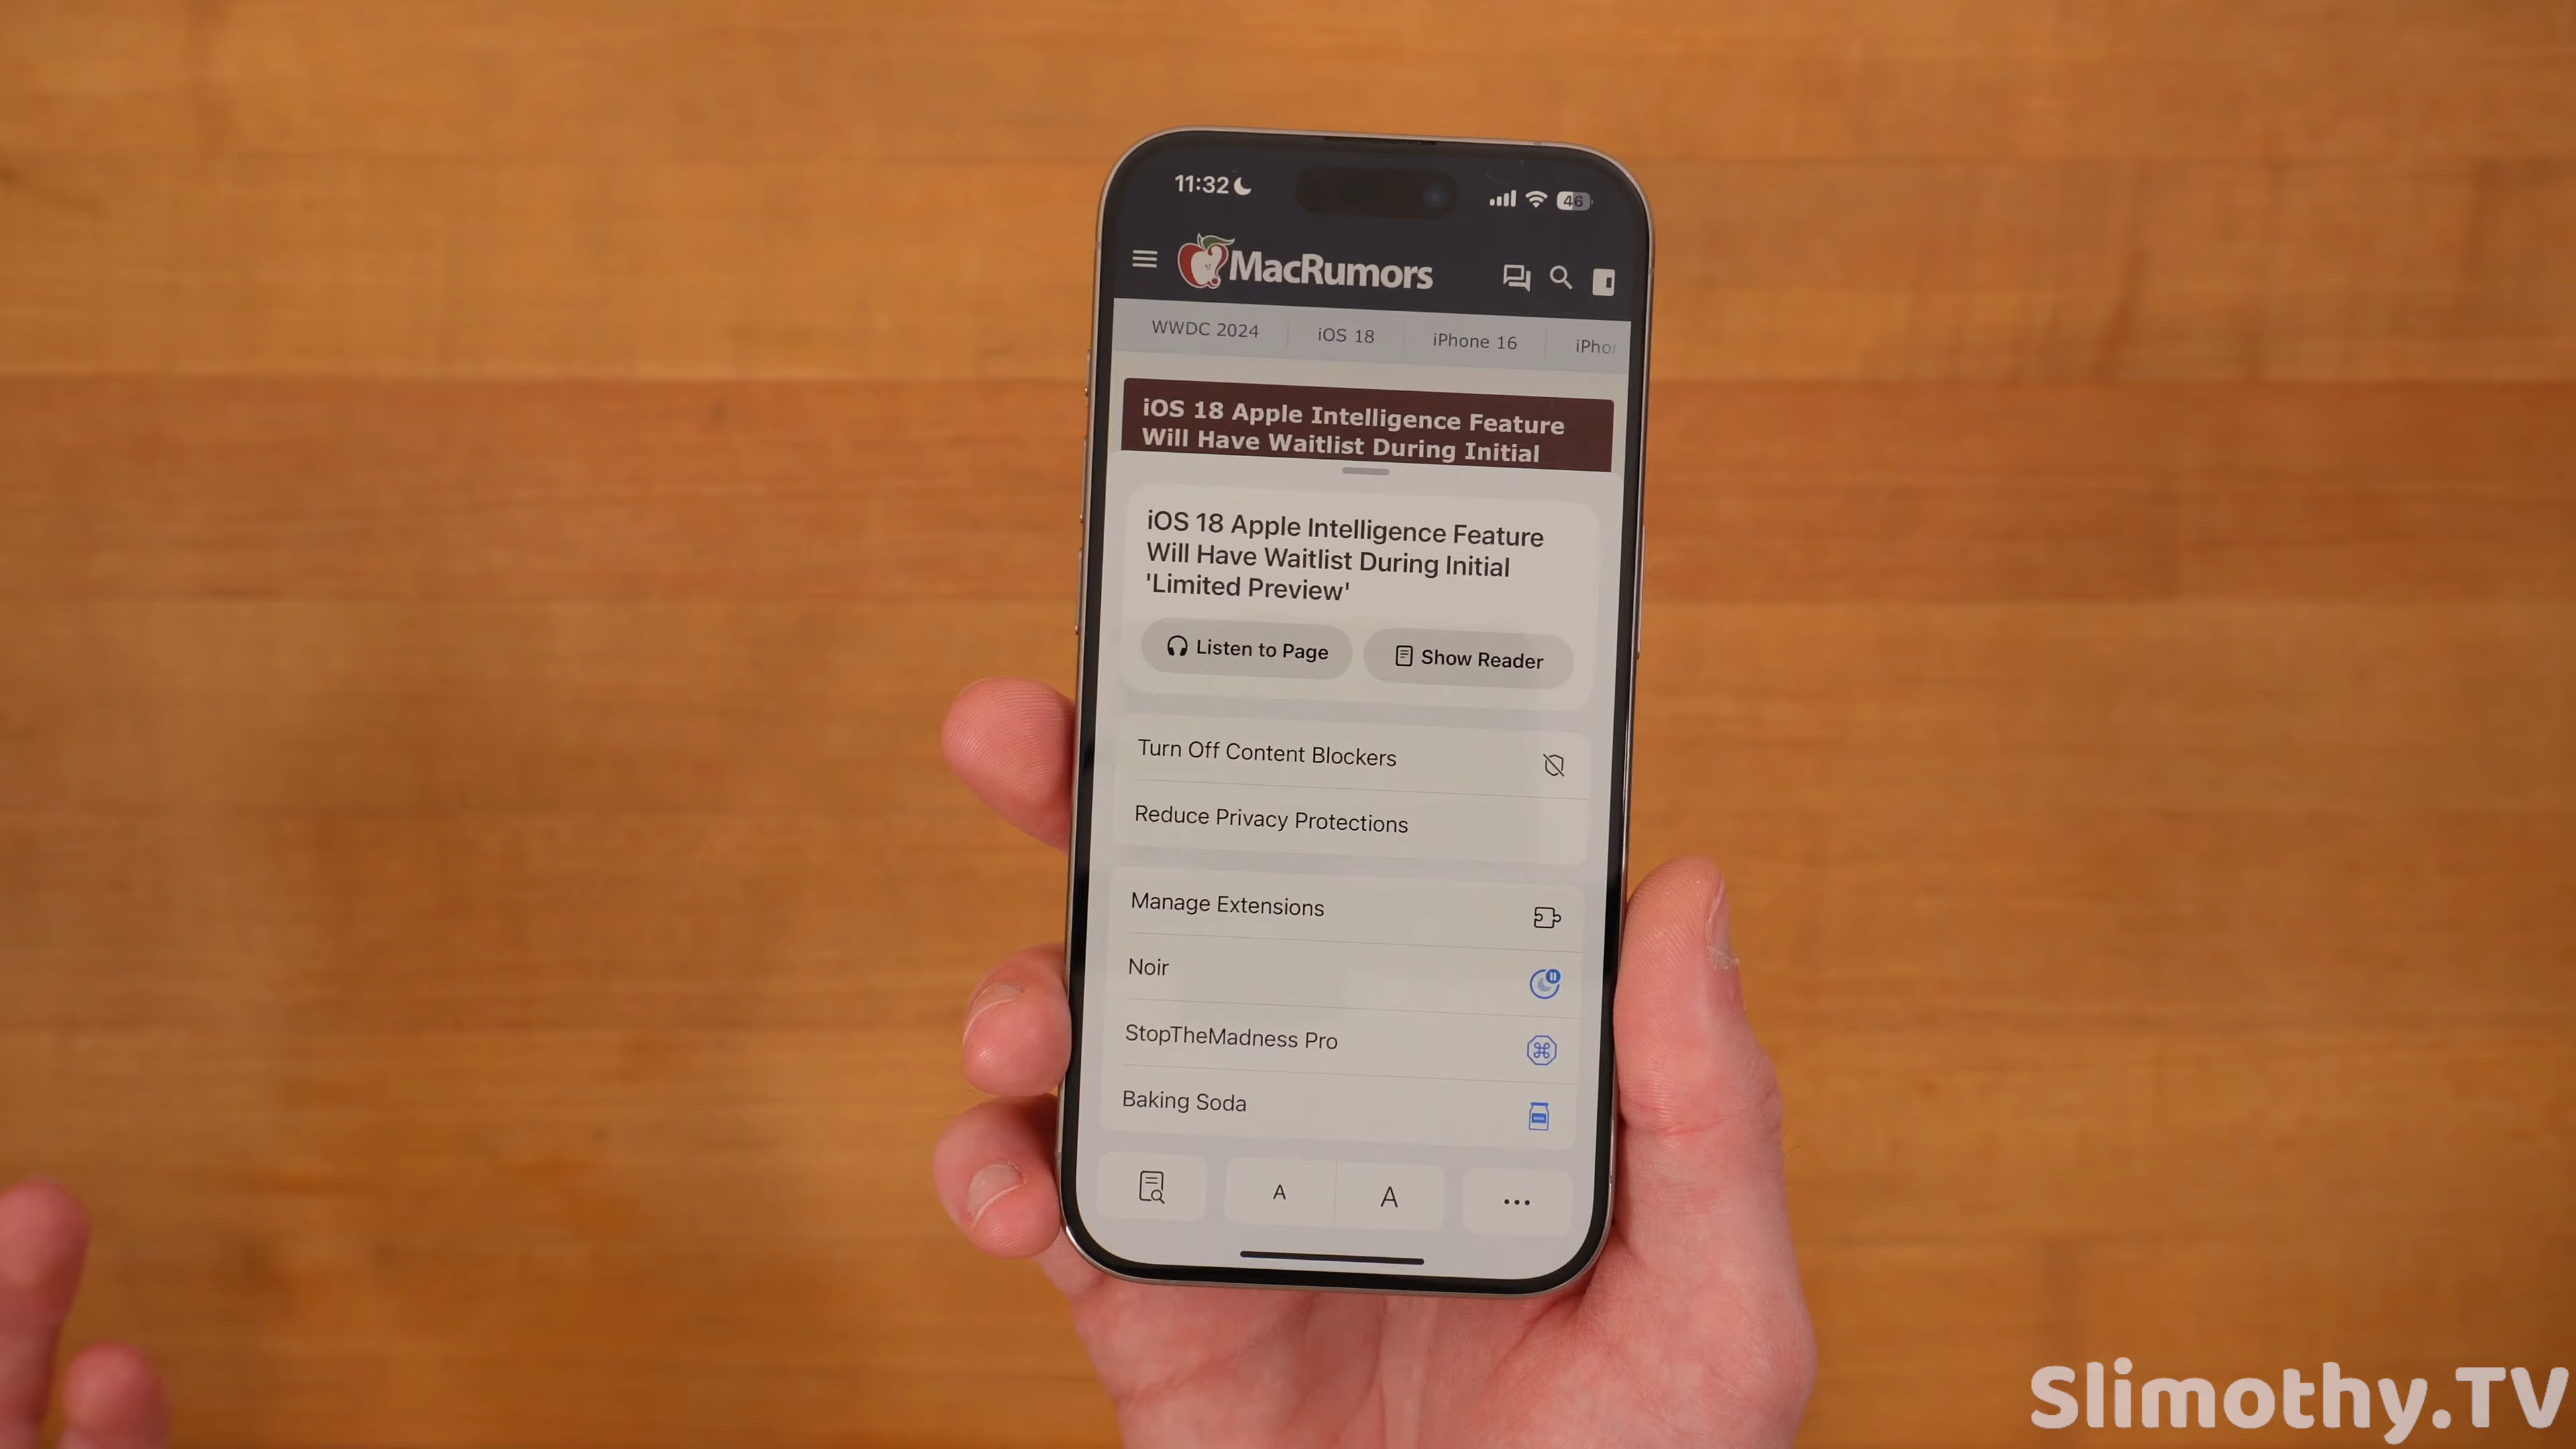 11:32
46
MacRumors
WWDC 2024
iOS 18
iPhone 16
iPho
iOS 18 Apple Intelligence Feature
Will Have Waitlist During Initial
iOS 18 Apple Intelligence Feature
Will Have Waitlist During Initial
'Limited Preview'
Listen to Page
Show Reader
Turn Off Content Blockers
Reduce Privacy Protections
Manage Extensions
Noir
StopTheMadness Pro
Baking Soda
A
A
Slimothy.TV